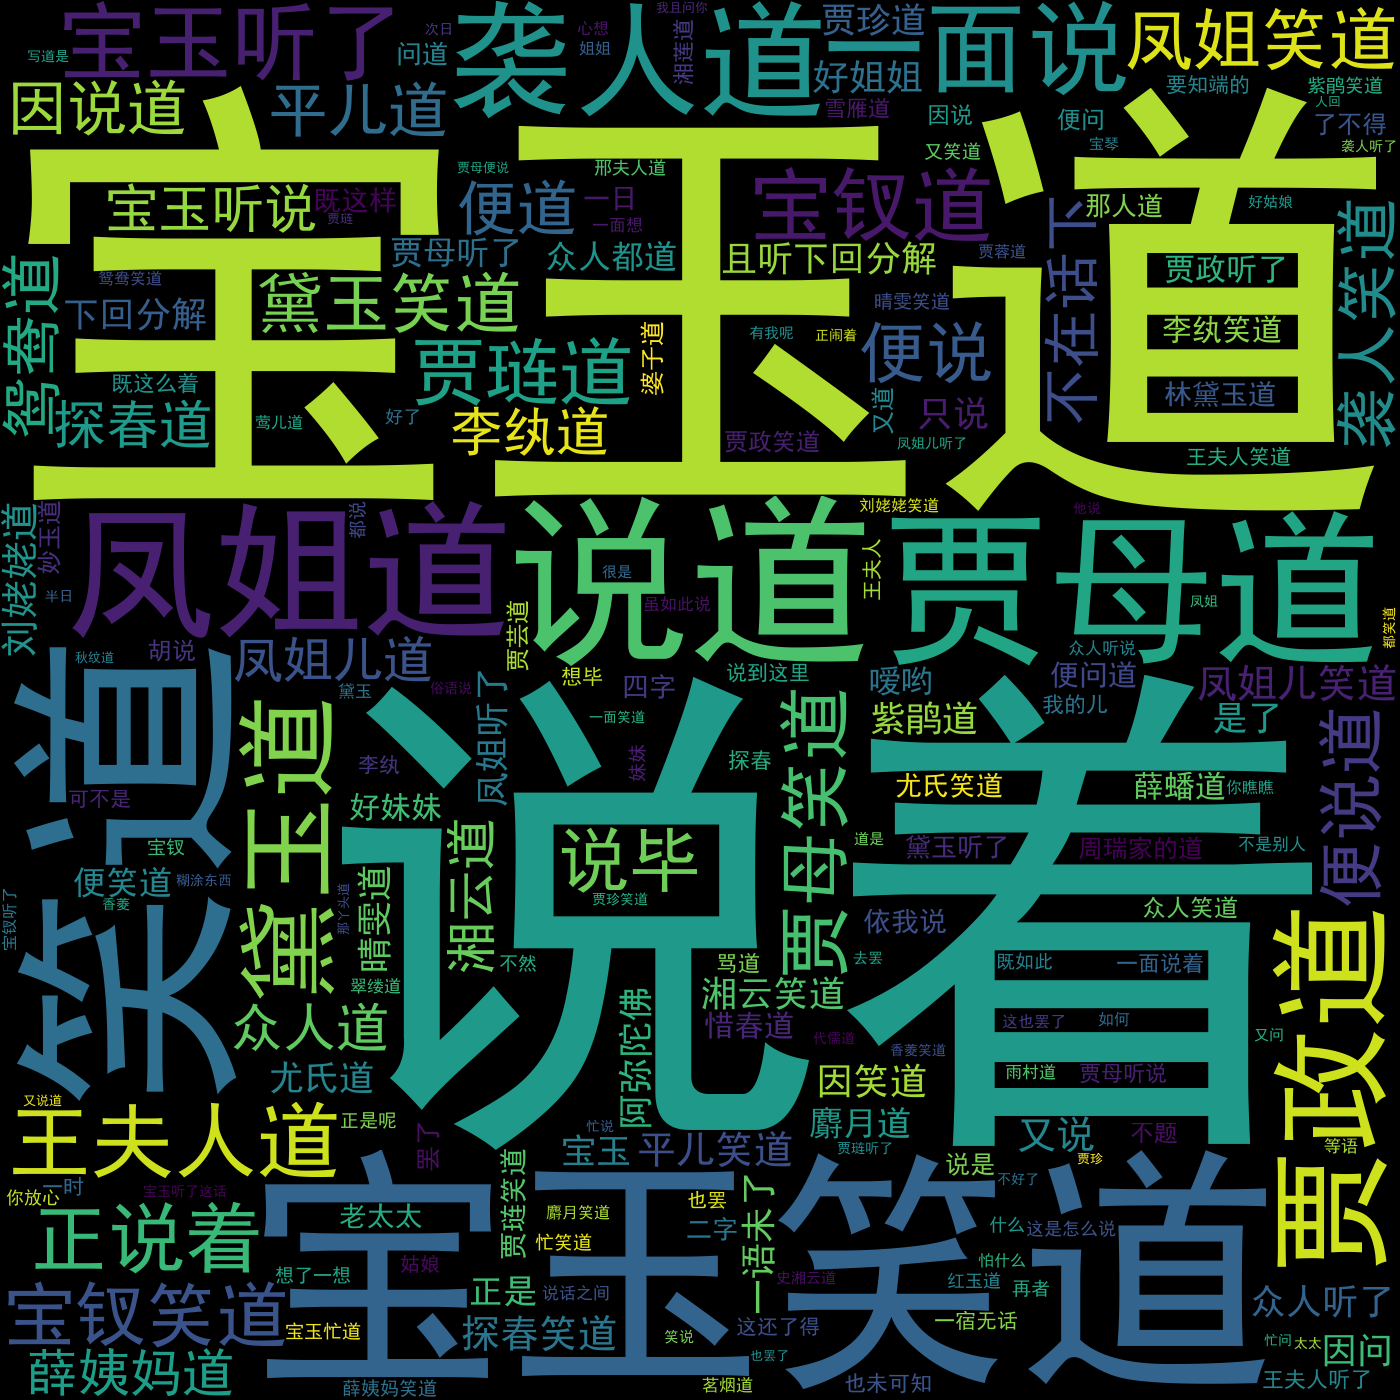 写道是
宝玉听了
次日
问道
袭人道
心想
姐姐
我且问你
湘莲道
贾珍道
一面说
好姐姐
凤姐笑道
要知端的
紫鹃笑道
人回
因说道
平儿道
雪雁道
因说
便问
了不得
宝琴
袭人听了
宝玉道
又笑道
贾母便说
邢夫人道
宝玉听说
既这样
贾琏
便道
一日
一面想
宝钗道
那人道
好姑娘
袭人笑道
鸳鸯道
鸳鸯笑道
下回分解
贾母听了
众人都道
且听下回分解
贾蓉道
不在话下
贾政听了
黛玉笑道
晴雯笑道
李纨笑道
有我呢
正闹着
便说
贾琏道
婆子道
既这么着
探春道
莺儿道
好了
李纨道
贾政笑道
又道
只说
林黛玉道
凤姐儿听了
王夫人笑道
刘姥姥道
妙玉道
半日
凤姐道
都说
说道
很是
虽如此说
刘姥姥笑道
他说
王夫人
贾母道
凤姐
都笑道
秋纹道
胡说
凤姐儿道
贾芸道
想毕
四字
说到这里
嗳哟
众人听说
便问道
我的儿
凤姐儿笑道
笑道
黛玉道
黛玉
俗语说
凤姐听了
一面笑道
妹妹
探春
贾母笑道
紫鹃道
是了
便说道
可不是
李纨
好妹妹
说着
尤氏笑道
薛蟠道
你瞧瞧
宝钗
便笑道
糊涂东西
香菱
宝钗听了
那丫头道
晴雯道
湘云道
说毕
贾珍笑道
道是
黛玉听了
周瑞家的道
不是别人
众人笑道
依我说
众人道
翠缕道
不然
骂道
去罢
既如此
一面说着
贾政道
湘云笑道
惜春道
阿弥陀佛
代儒道
这也罢了
如何
又问
香菱笑道
尤氏道
因笑道
雨村道
贾母听说
又说道
王夫人道
正是呢
罢了
忙说
麝月道
又说
不题
等语
你放心
一时
宝玉听了这话
宝玉
平儿笑道
贾琏听了
说是
贾珍
不好了
宝玉笑道
贾琏笑道
正说着
老太太
姑娘
麝月笑道
忙笑道
也罢
二字
一语未了
什么
这是怎么说
宝钗笑道
想了一想
正是
说话之间
史湘云道
怕什么
红玉道
再者
众人听了
宝玉忙道
探春笑道
笑说
这还了得
一宿无话
忙问
太太
因问
薛姨妈道
薛姨妈笑道
也罢了
茗烟道
也未可知
王夫人听了